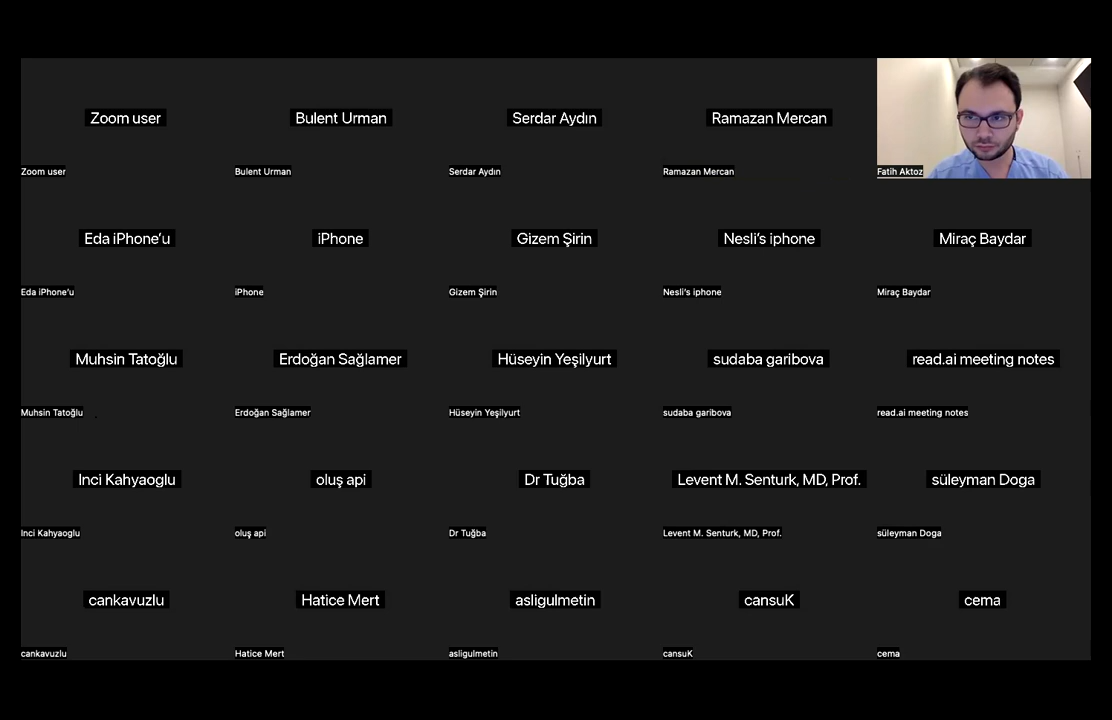 Zoom user
Bulent Urman
Serdar Aydın
Ramazan Mercan
Zoom user
Bulent Urman
Serdar Aydın
Ramazan Mercan
Fatih Aktoz
Eda iPhone'u
iPhone
Gizem Şirin
Nesli's iphone
Miraç Baydar
Eda iPhone'u
iPhone
Gizem Şirin
Nesli's iphone
Miraç Baydar
Muhsin Tatoğlu
Erdoğan Sağlamer
Hüseyin Yeşilyurt
sudaba garibova
read.ai meeting notes
Muhsin Tatoğlu
Erdoğan Sağlamer
Hüseyin Yeşilyurt
sudaba garibova
read.ai meeting notes
Inci Kahyaoglu
oluş api
Dr Tuğba
Levent M. Senturk, MD, Prof.
süleyman Doga
Inci Kahyaoglu
oluş api
Dr Tuğba
Levent M. Senturk, MD, Prof.
süleyman Doga
cankavuzlu
Hatice Mert
asligulmetin
cansuK
cema
cankavuzlu
Hatice Mert
asligulmetin
cansuK
cema